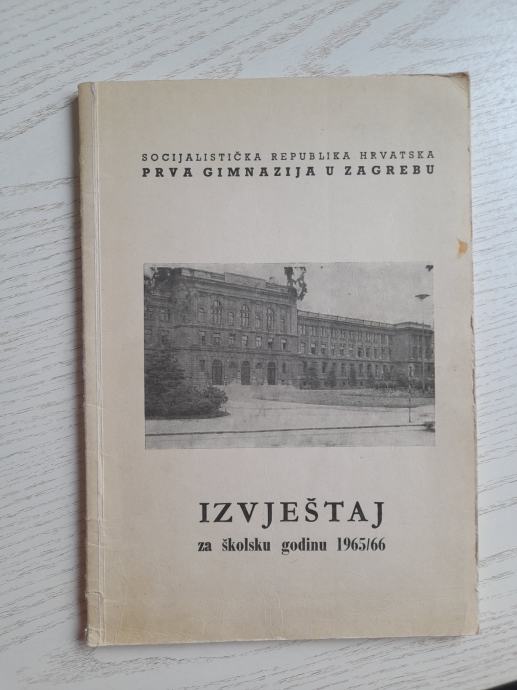 SOCIJALISTIČKA REPUBLIKA HRVATSKA
PRVA GIMNAZIJA U ZAGREBU
IZVJEŠTAJ
za školsku godinu 1965/66